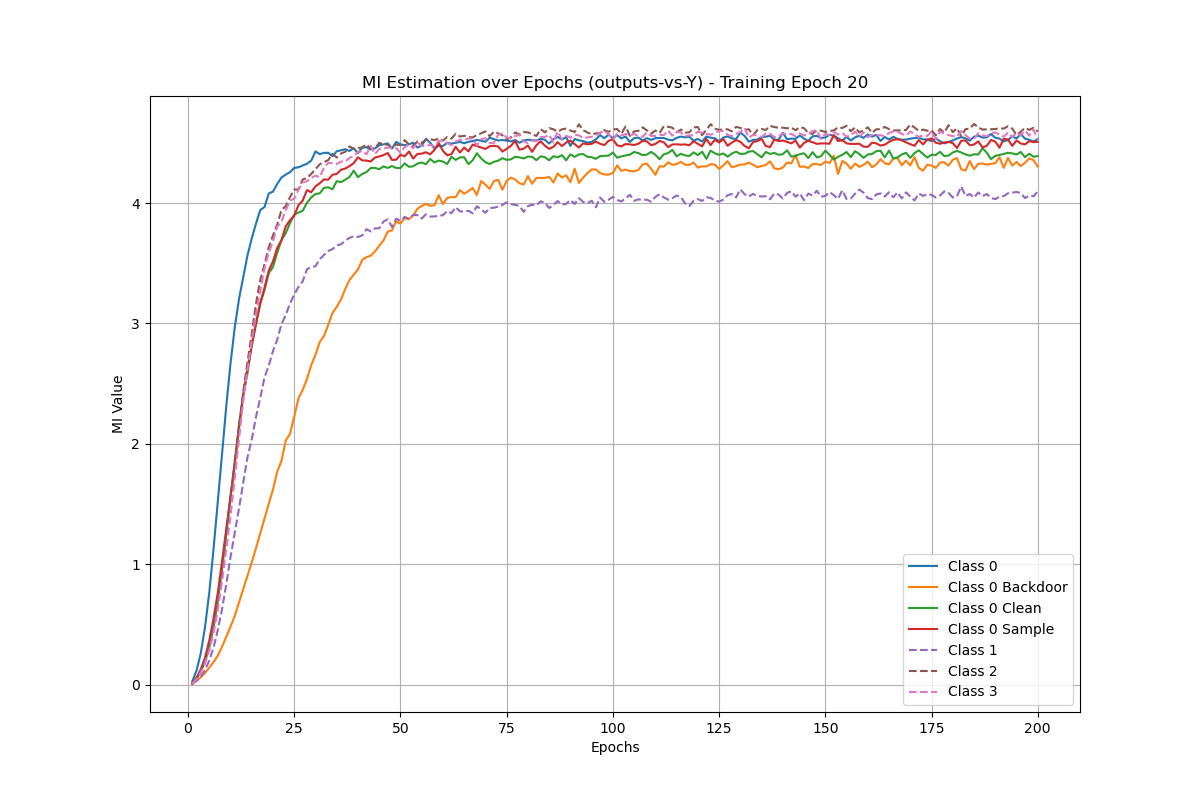 MI Estimation over Epochs (outputs-vs-Y) - Training Epoch 20
MI Value
4
3
2
1
0
0 25 50 75 100 125 150 175 200
Epochs
Class 0
Class 0 Backdoor
Class 0 Clean
Class 0 Sample
Class 1
Class 2
Class 3